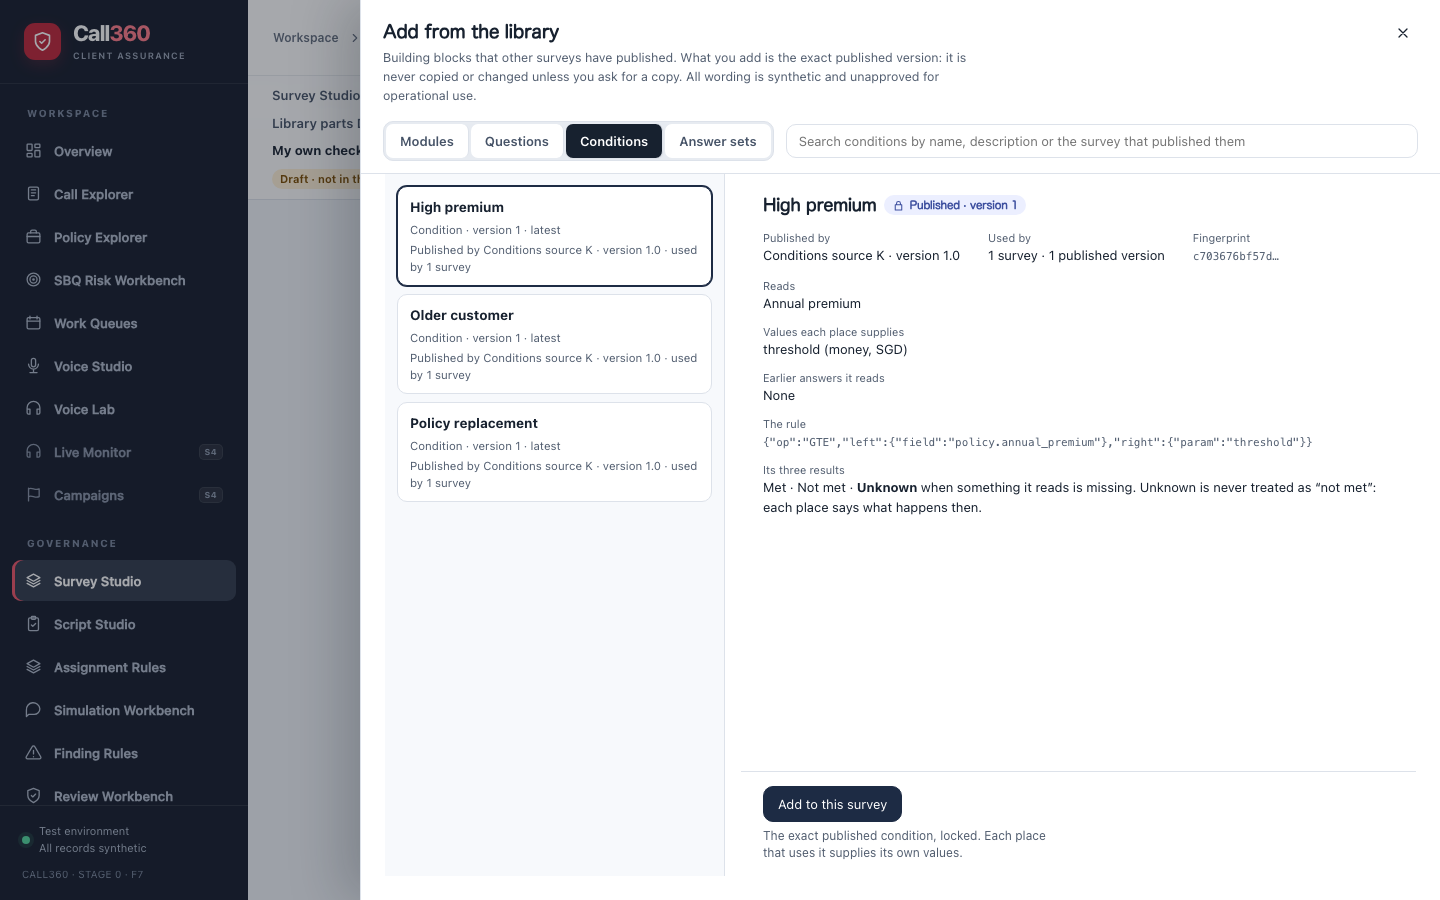 Call360
CLIENT ASSURANCE
WORKSPACE
Overview
Call Explorer
Policy Explorer
SBQ Risk Workbench
Work Queues
Voice Studio
Voice Lab
Live Monitor S4
Campaigns S4
GOVERNANCE
Survey Studio
Script Studio
Assignment Rules
Simulation Workbench
Finding Rules
Review Workbench
Test environment
All records synthetic
CALL360 · STAGE 0 · F7
Workspace
Survey Studio
Library parts
My own check
Draft · not in th
Add from the library
Building blocks that other surveys have published. What you add is the exact published version: it is
never copied or changed unless you ask for a copy. All wording is synthetic and unapproved for
operational use.
Modules Questions Conditions Answer sets
Search conditions by name, description or the survey that published them
High premium
Condition · version 1 · latest
Published by Conditions source K · version 1.0 · used
by 1 survey
Older customer
Condition · version 1 · latest
Published by Conditions source K · version 1.0 · used
by 1 survey
Policy replacement
Condition · version 1 · latest
Published by Conditions source K · version 1.0 · used
by 1 survey
High premium Published · version 1
Published by Used by Fingerprint
Conditions source K · version 1.0 1 survey · 1 published version c703676bf57d…
Reads
Annual premium
Values each place supplies
threshold (money, SGD)
Earlier answers it reads
None
The rule
{"op":"GTE","left":{"field":"policy.annual_premium"},"right":{"param":"threshold"}}
Its three results
Met · Not met · Unknown when something it reads is missing. Unknown is never treated as “not met”:
each place says what happens then.
Add to this survey
The exact published condition, locked. Each place
that uses it supplies its own values.